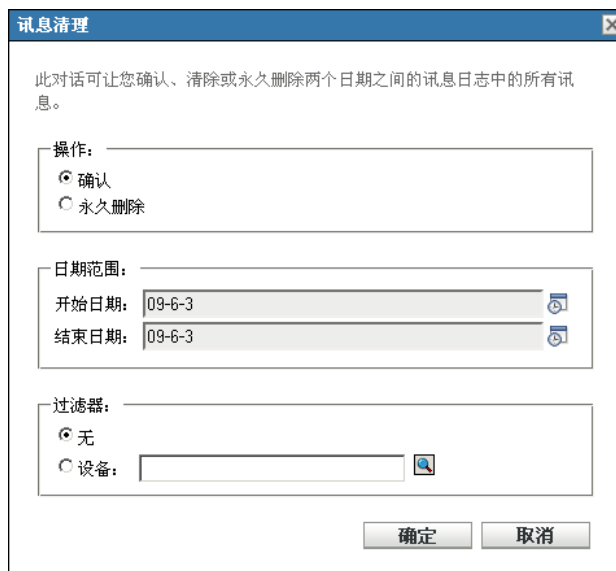 讯息清理
此对话可让您确认、清除或永久删除两个日期之间的讯息日志中的所有讯
息。
操作：
确认
永久删除
日期范围：
开始日期： 09-6-3
结束日期： 09-6-3
过滤器：
无
设备：
确定 取消